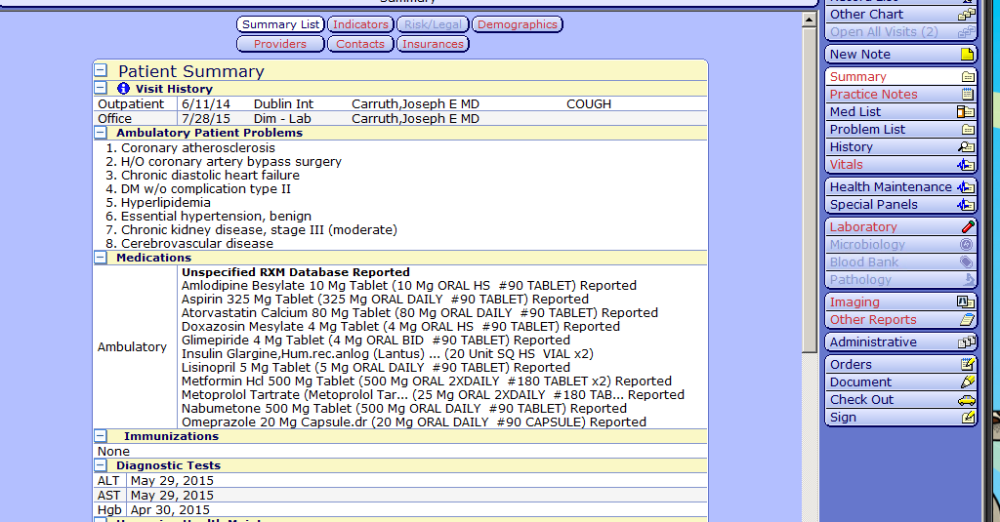 Summary
Summary List Indicators Risk/Legal Demographics
Providers Contacts Insurances
Patient Summary
Visit History
Outpatient 6/11/14 Dublin Int Carruth,Joseph E MD COUGH
Office 7/28/15 Dim - Lab Carruth,Joseph E MD
Ambulatory Patient Problems
1. Coronary atherosclerosis
2. H/O coronary artery bypass surgery
3. Chronic diastolic heart failure
4. DM w/o complication type II
5. Hyperlipidemia
6. Essential hypertension, benign
7. Chronic kidney disease, stage III (moderate)
8. Cerebrovascular disease
Medications
Unspecified RXM Database Reported
Amlodipine Besylate 10 Mg Tablet (10 Mg ORAL HS #90 TABLET) Reported
Aspirin 325 Mg Tablet (325 Mg ORAL DAILY #90 TABLET) Reported
Atorvastatin Calcium 80 Mg Tablet (80 Mg ORAL DAILY #90 TABLET) Reported
Doxazosin Mesylate 4 Mg Tablet (4 Mg ORAL HS #90 TABLET) Reported
Glimepiride 4 Mg Tablet (4 Mg ORAL BID #90 TABLET) Reported
Ambulatory
Insulin Glargine,Hum.rec.anlog (Lantus) ... (20 Unit SQ HS VIAL x2)
Lisinopril 5 Mg Tablet (5 Mg ORAL DAILY #90 TABLET) Reported
Metformin Hcl 500 Mg Tablet (500 Mg ORAL 2XDAILY #180 TABLET x2) Reported
Metoprolol Tartrate (Metoprolol Tar... (25 Mg ORAL 2XDAILY #180 TAB... Reported
Nabumetone 500 Mg Tablet (500 Mg ORAL DAILY #90 TABLET) Reported
Omeprazole 20 Mg Capsule.dr (20 Mg ORAL DAILY #90 CAPSULE) Reported
Immunizations
None
Diagnostic Tests
ALT May 29, 2015
AST May 29, 2015
Hgb Apr 30, 2015
Other Chart
Open All Visits (2)
New Note
Summary
Practice Notes
Med List
Problem List
History
Vitals
Health Maintenance
Special Panels
Laboratory
Microbiology
Blood Bank
Pathology
Imaging
Other Reports
Administrative
Orders
Document
Check Out
Sign